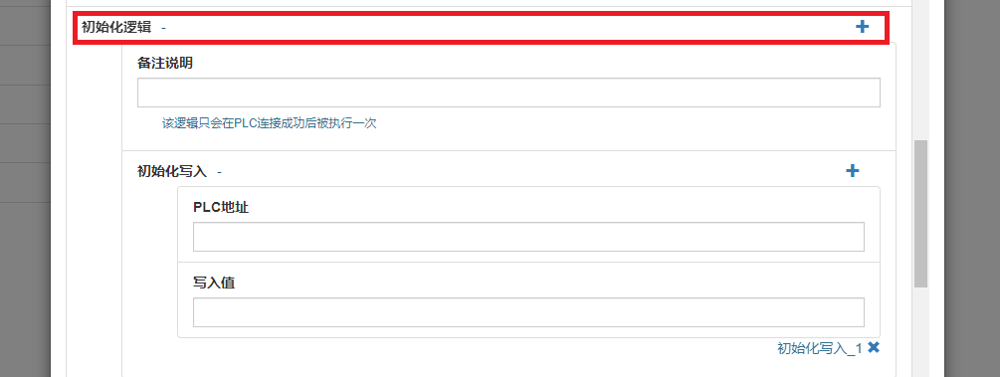 初始化逻辑 -
备注说明
该逻辑只会在PLC连接成功后被执行一次
初始化写入 -
PLC地址
写入值
初始化写入_1